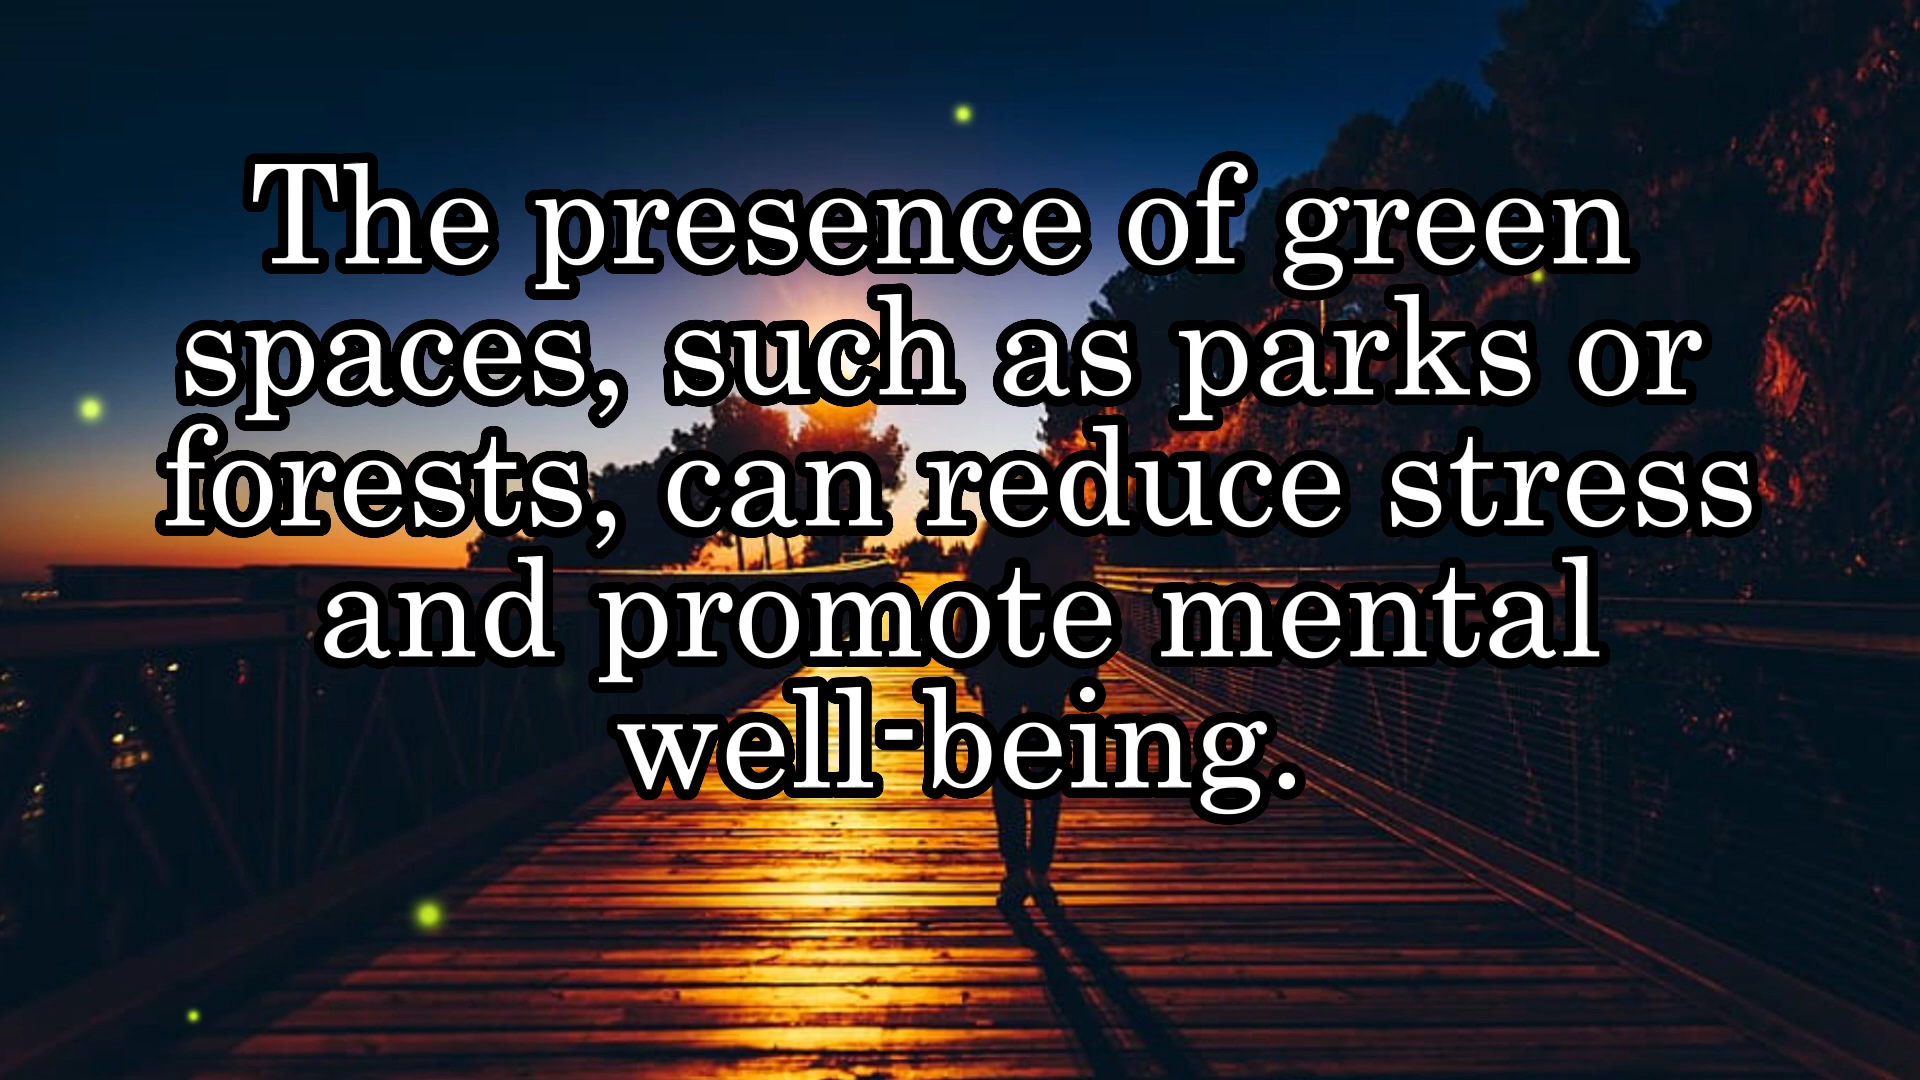 The presence of green
spaces, such as parks or
forests, can reduce stress
and promote mental
well-being.